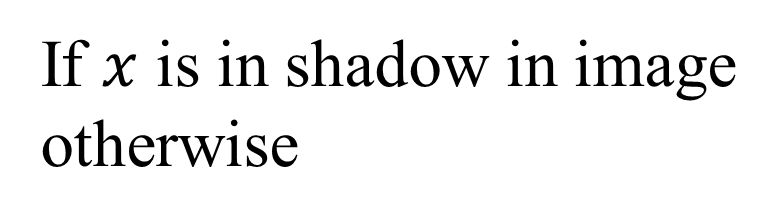 If x is in shadow in image
otherwise